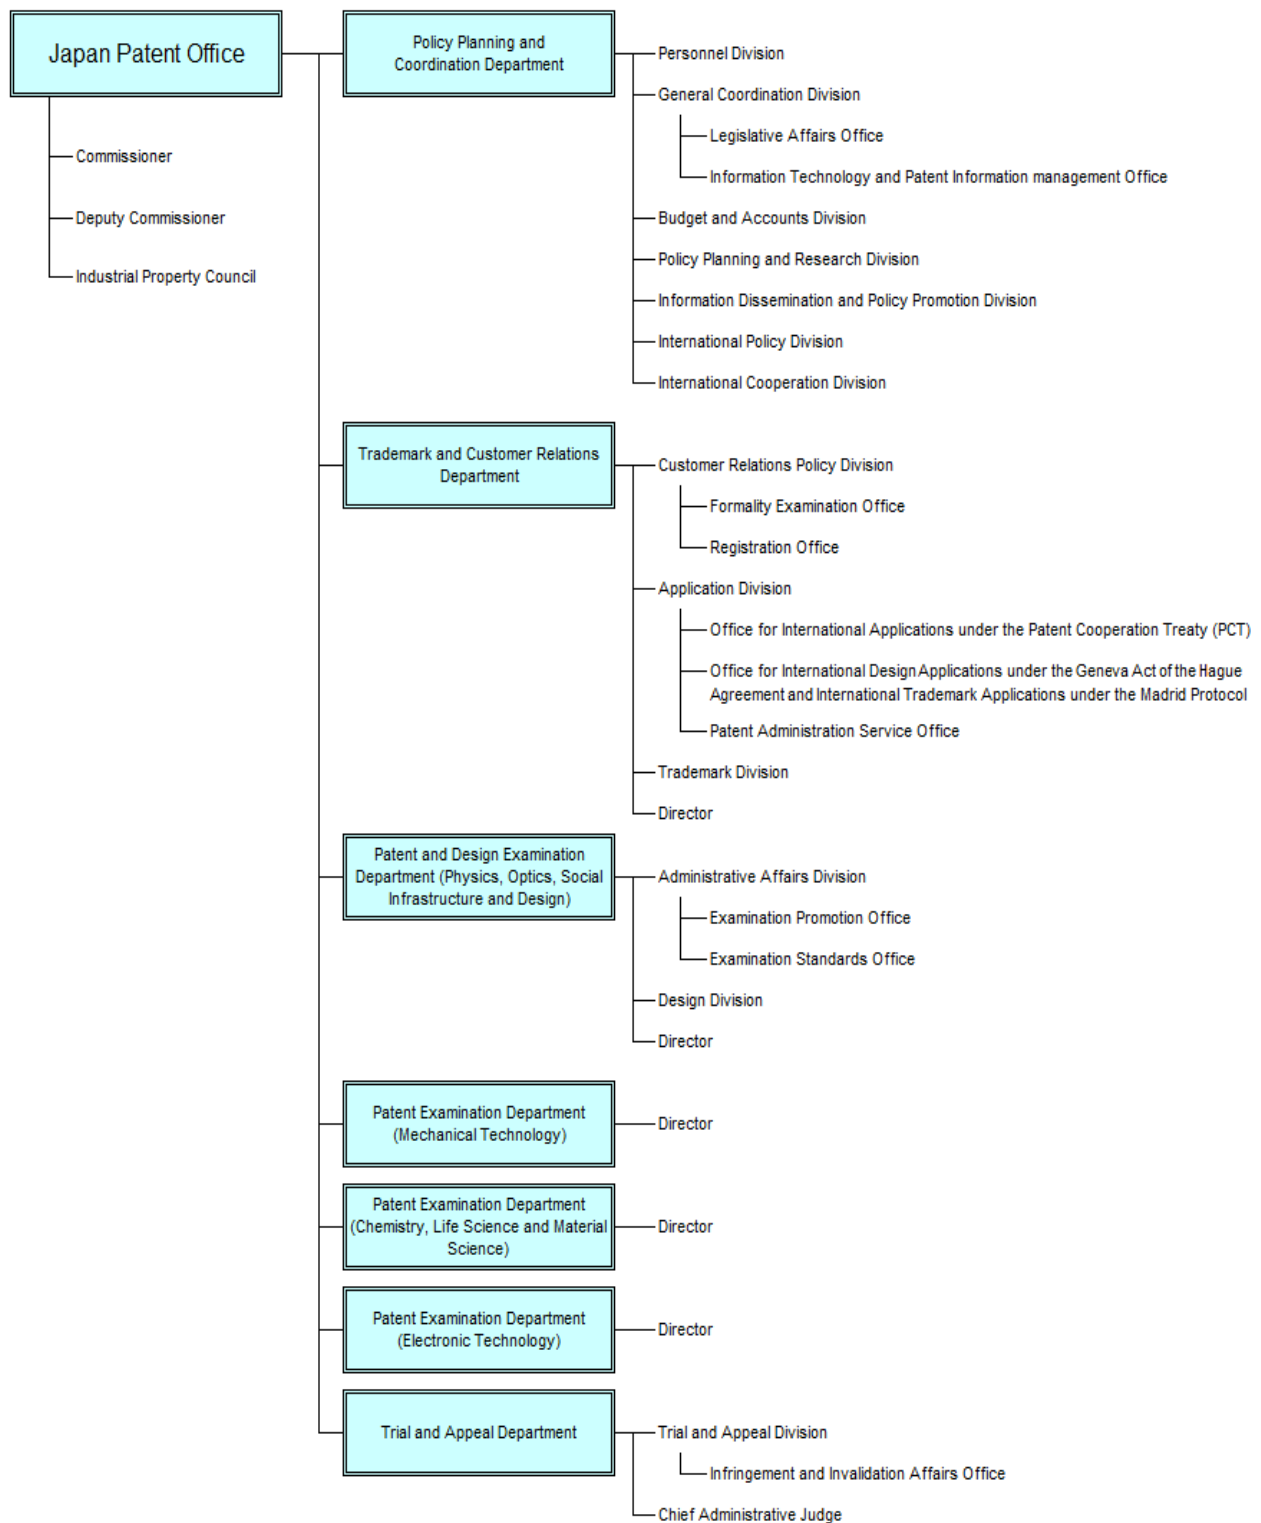 Japan Patent Office
Commissioner
Deputy Commissioner
Industrial Property Council
Policy Planning and
Coordination Department
Personnel Division
General Coordination Division
Legislative Affairs Office
Information Technology and Patent Information management Office
Budget and Accounts Division
Policy Planning and Research Division
Information Dissemination and Policy Promotion Division
International Policy Division
International Cooperation Division
Trademark and Customer Relations
Department
Customer Relations Policy Division
Formality Examination Office
Registration Office
Application Division
Office for International Applications under the Patent Cooperation Treaty (PCT)
Office for International Design Applications under the Geneva Act of the Hague
Agreement and International Trademark Applications under the Madrid Protocol
Patent Administration Service Office
Trademark Division
Director
Patent and Design Examination
Department (Physics, Optics, Social
Infrastructure and Design)
Administrative Affairs Division
Examination Promotion Office
Examination Standards Office
Design Division
Director
Patent Examination Department
(Mechanical Technology)
Director
Patent Examination Department
(Chemistry, Life Science and Material
Science)
Director
Patent Examination Department
(Electronic Technology)
Director
Trial and Appeal Department
Trial and Appeal Division
Infringement and Invalidation Affairs Office
Chief Administrative Judge